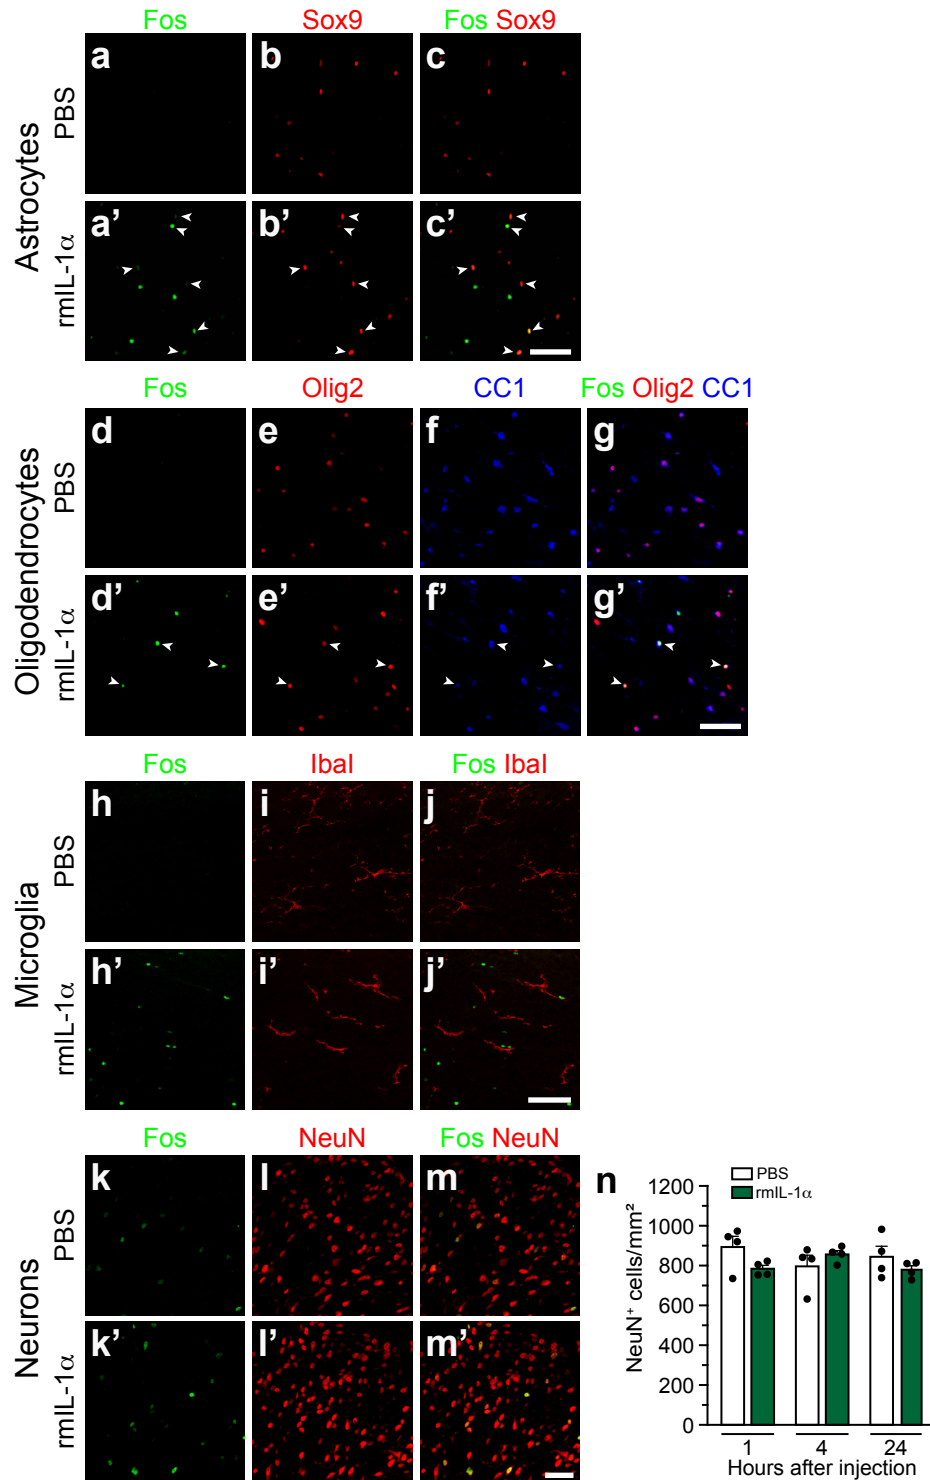 Fos Sox9 Fos Sox9
Astrocytes
PBS
a b c
rmIL-1α
a’ b’ c’
Fos Olig2 CC1 Fos Olig2 CC1
Oligodendrocytes
PBS
d e f g
rmIL-1α
d’ e’ f’ g’
Fos Ibal Fos Ibal
Microglia
PBS
h i j
rmIL-1α
h’ i’ j’
Fos NeuN Fos NeuN
Neurons
PBS
k l m
rmIL-1α
k’ l’ m’
n
PBS
rmIL-1α
NeuN⁺ cells/mm²
1200
1000
800
600
400
200
0
1 4 24
Hours after injection